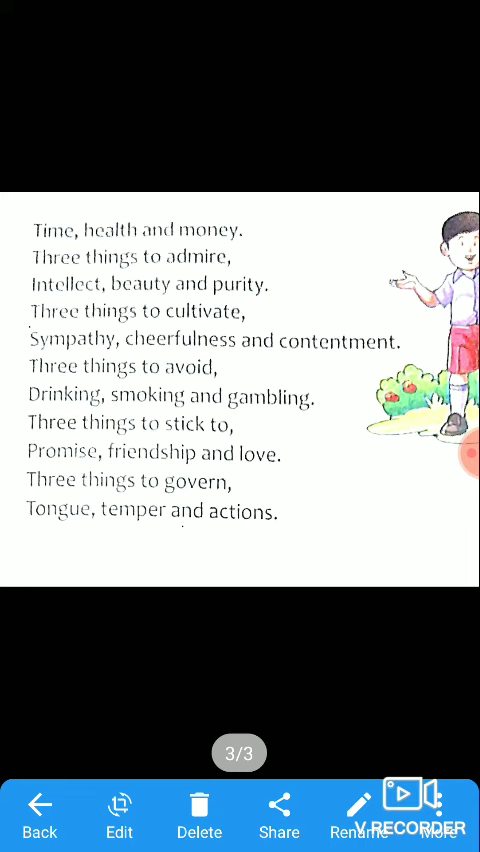 Time, health and money.
Three things to admire,
Intellect, beauty and purity.
Three things to cultivate,
Sympathy, cheerfulness and contentment.
Three things to avoid,
Drinking, smoking and gambling.
Three things to stick to,
Promise, friendship and love.
Three things to govern,
Tongue, temper and actions.
3/3
Back Edit Delete Share Rename More
V RECORDER